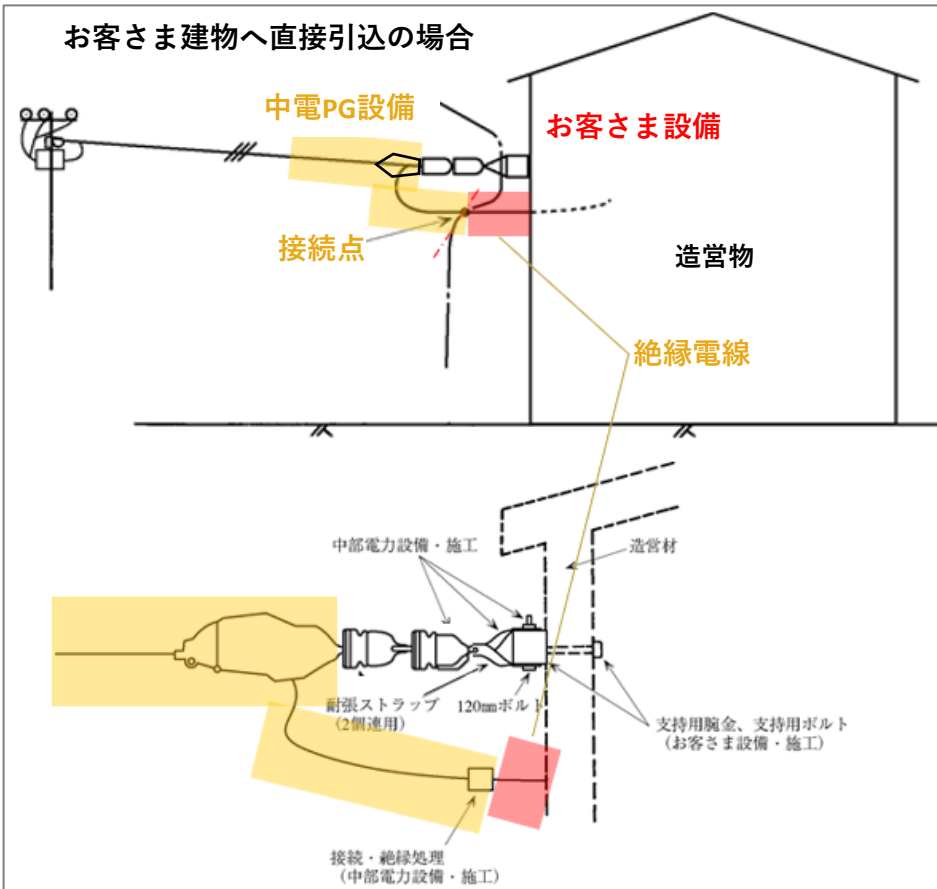 お客さま建物へ直接引込の場合
中電PG設備
お客さま設備
接続点
造営物
絶縁電線
中部電力設備・施工
造営材
耐張ストラップ
(2個連用)
120㎜ボルト
支持用腕金、支持用ボルト
(お客さま設備・施工)
接続・絶縁処理
(中部電力設備・施工)